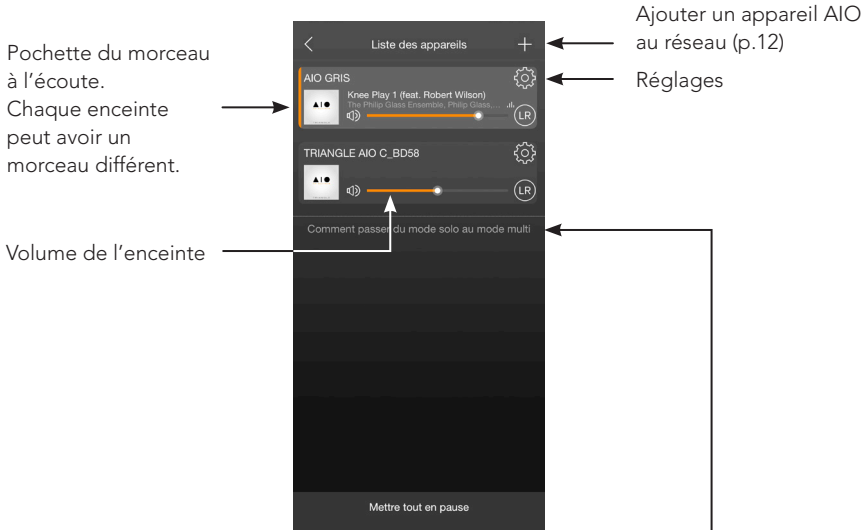 Ajouter un appareil AIO
au réseau (p.12)
Liste des appareils
Pochette du morceau
à l’écoute.
Chaque enceinte
peut avoir un
morceau différent.
Réglages
AIO GRIS
Knee Play 1 (feat. Robert Wilson)
The Philip Glass Ensemble, Philip Glass,...
LR
TRIANGLE AIO C_BD58
LR
Comment passer du mode solo au mode multi
Volume de l’enceinte
Mettre tout en pause